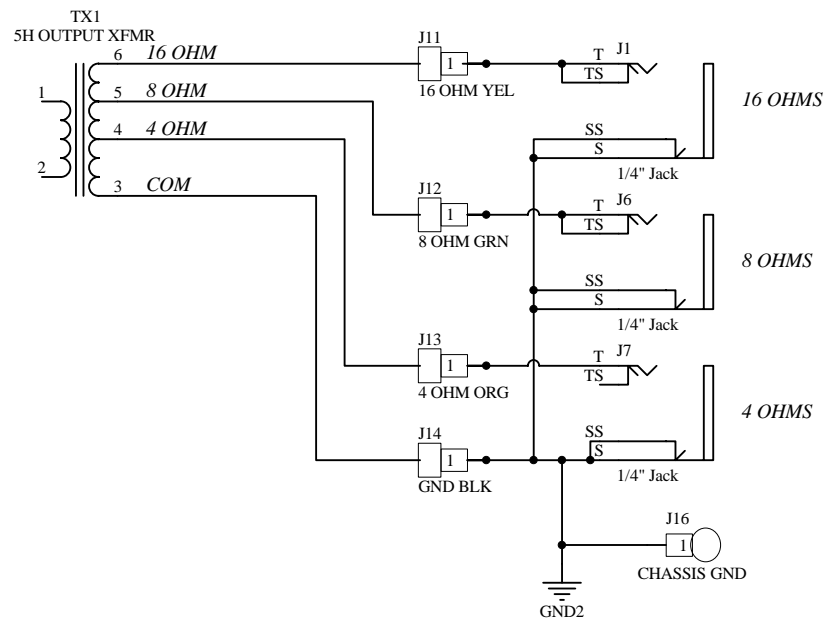 TX1
5H OUTPUT XFMR
6 16 OHM
5 8 OHM
4 4 OHM
3 COM
1
2
J11
1
16 OHM YEL
T J1
TS
SS
S
1/4" Jack
16 OHMS
J12
1
8 OHM GRN
T J6
TS
SS
S
1/4" Jack
8 OHMS
J13
1
4 OHM ORG
T J7
TS
SS
S
1/4" Jack
4 OHMS
J14
1
GND BLK
J16
1
CHASSIS GND
GND2